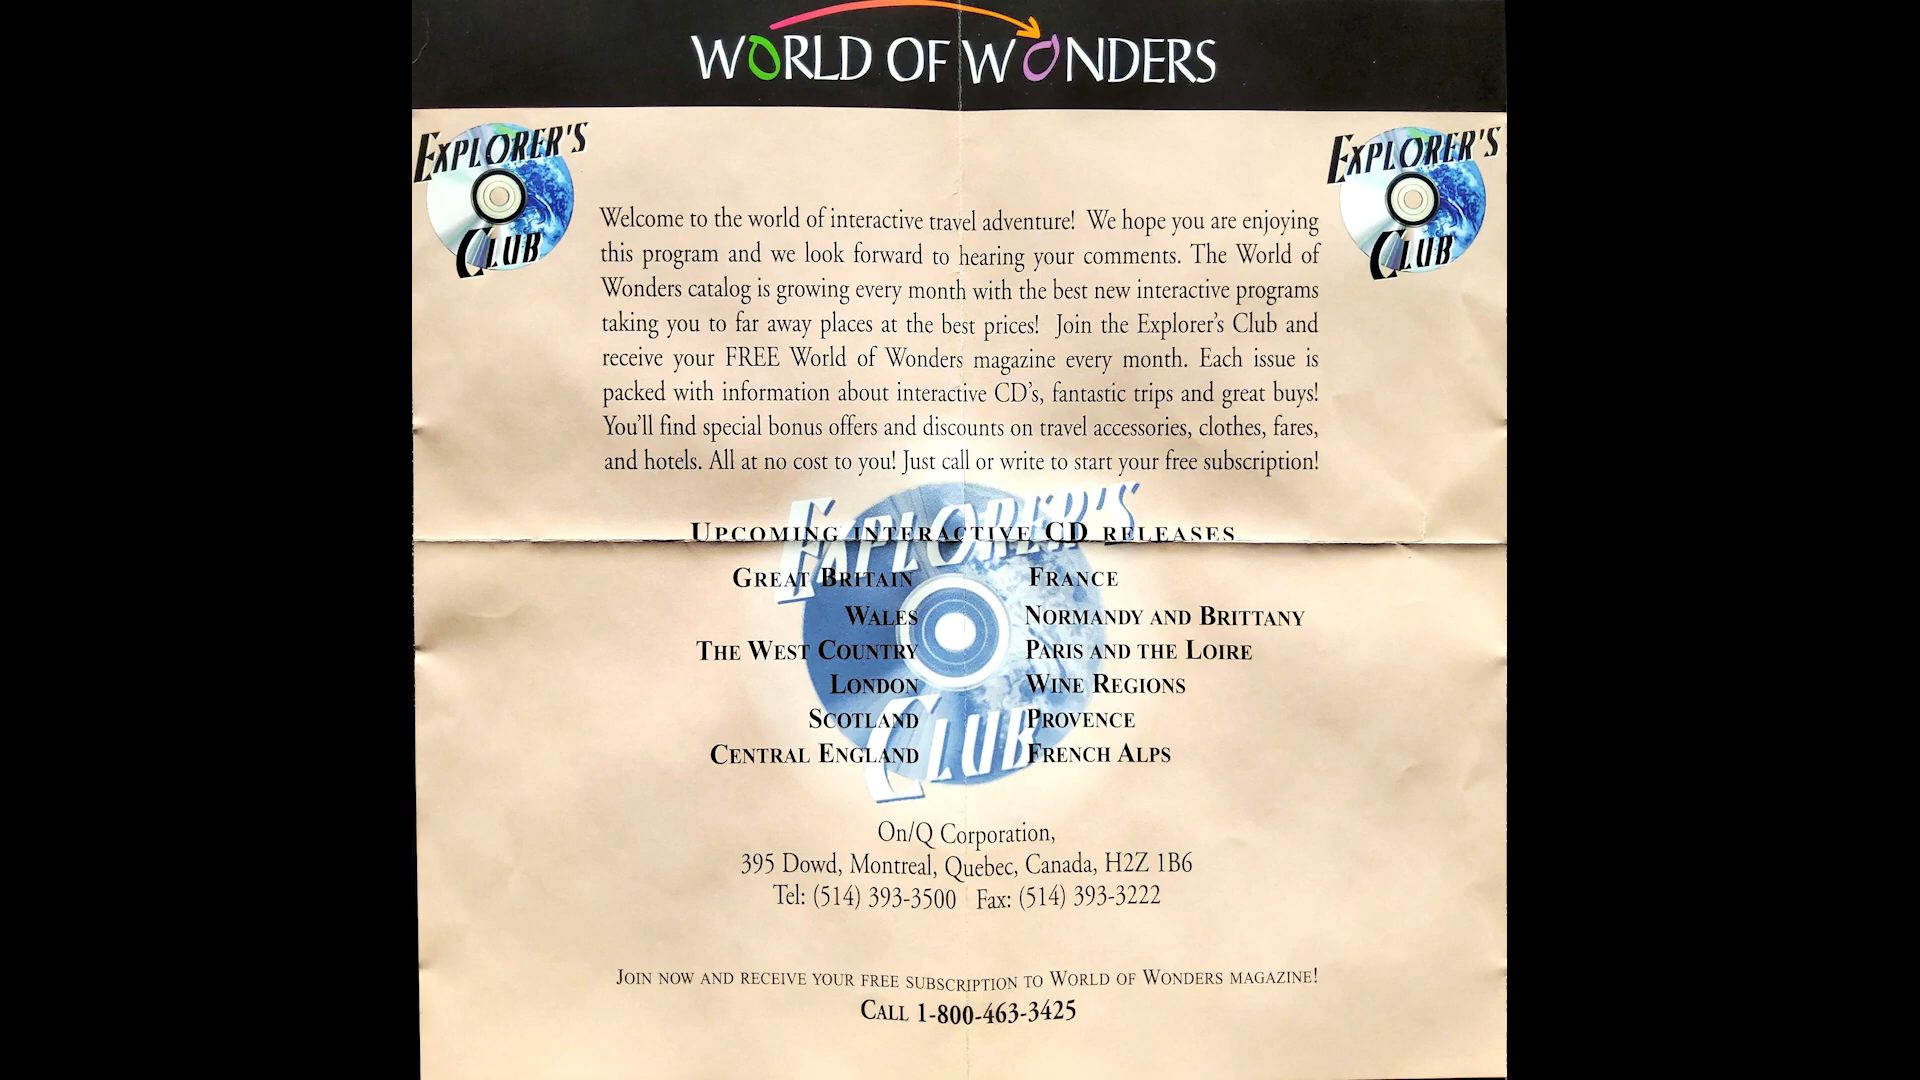 WORLD OF WONDERS
EXPLORER'S
CLUB
EXPLORER'S
CLUB
Welcome to the world of interactive travel adventure! We hope you are enjoying
this program and we look forward to hearing your comments. The World of
Wonders catalog is growing every month with the best new interactive programs
taking you to far away places at the best prices! Join the Explorer's Club and
receive your FREE World of Wonders magazine every month. Each issue is
packed with information about interactive CD's, fantastic trips and great buys!
You'll find special bonus offers and discounts on travel accessories, clothes, fares,
and hotels. All at no cost to you! Just call or write to start your free subscription!
EXPLORER'S
CLUB
UPCOMING INTERACTIVE CD RELEASES
GREAT BRITAIN
WALES
THE WEST COUNTRY
LONDON
SCOTLAND
CENTRAL ENGLAND
FRANCE
NORMANDY AND BRITTANY
PARIS AND THE LOIRE
WINE REGIONS
PROVENCE
FRENCH ALPS
On/Q Corporation,
395 Dowd, Montreal, Quebec, Canada, H2Z 1B6
Tel: (514) 393-3500 Fax: (514) 393-3222
JOIN NOW AND RECEIVE YOUR FREE SUBSCRIPTION TO WORLD OF WONDERS MAGAZINE!
CALL 1-800-463-3425